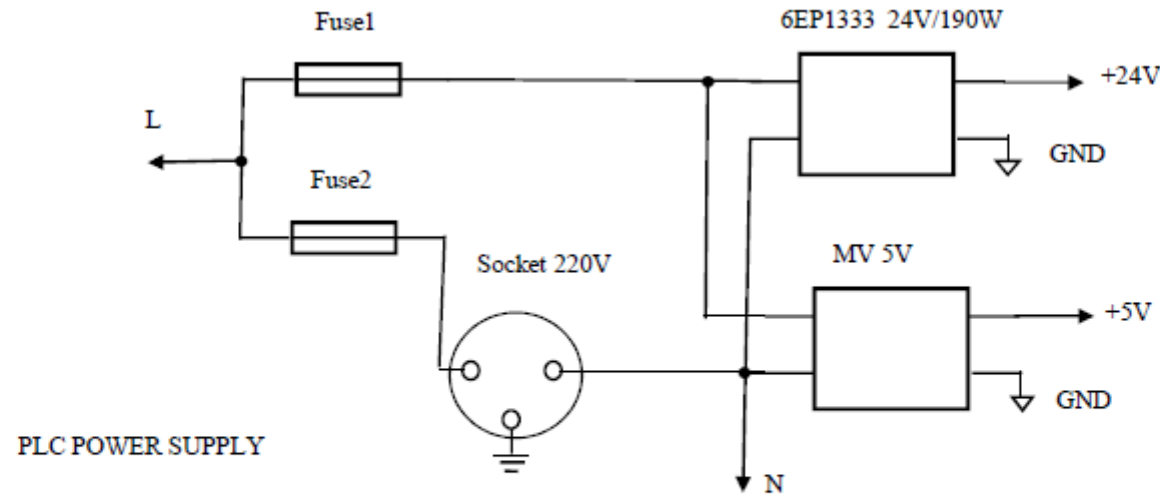 Fuse1
6EP1333 24V/190W
+24V
L
GND
Fuse2
MV 5V
Socket 220V
+5V
GND
PLC POWER SUPPLY
N